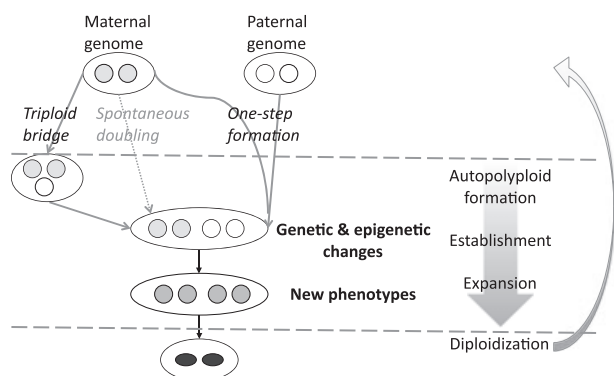 Maternal
genome
Paternal
genome
Triploid
bridge
Spontaneous
doubling
One-step
formation
Autopolyploid
formation
Genetic & epigenetic
changes
Establishment
Expansion
New phenotypes
Diploidization